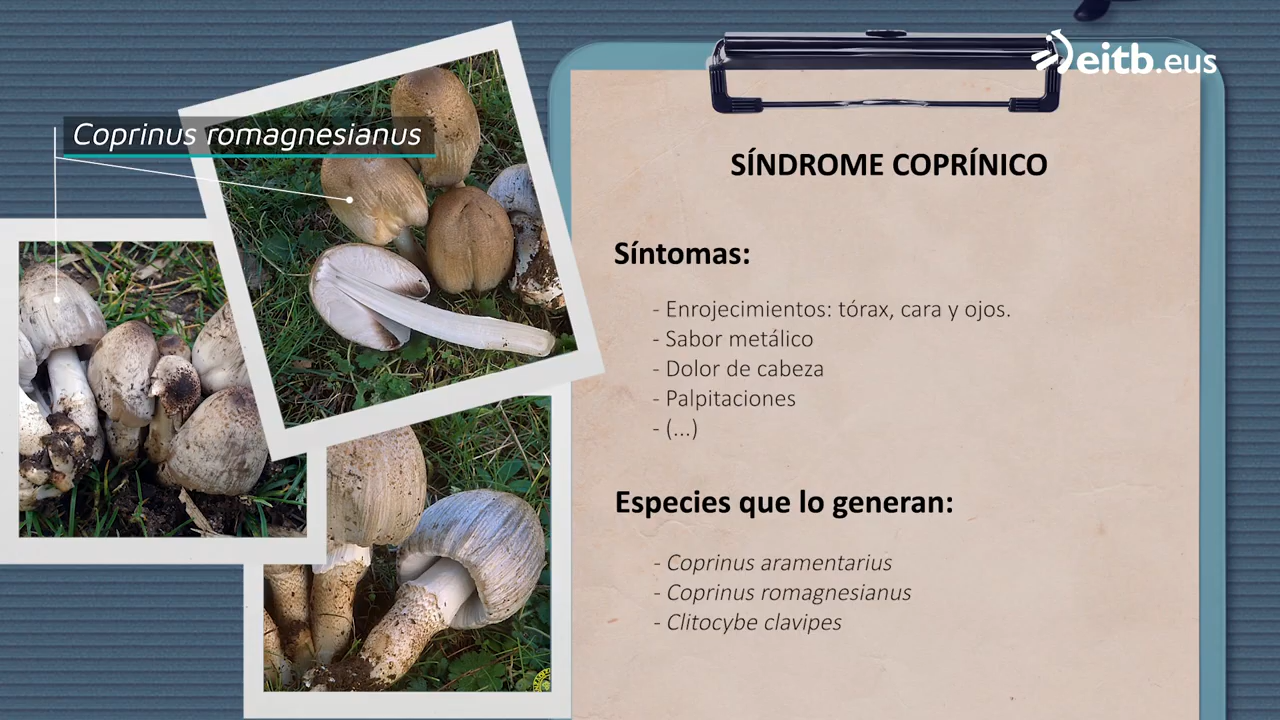 eitb.eus
Coprinus romagnesianus
SÍNDROME COPRÍNICO
Síntomas:
- Enrojecimientos: tórax, cara y ojos.
- Sabor metálico
- Dolor de cabeza
- Palpitaciones
- (...)
Especies que lo generan:
- Coprinus aramentarius
- Coprinus romagnesianus
- Clitocybe clavipes